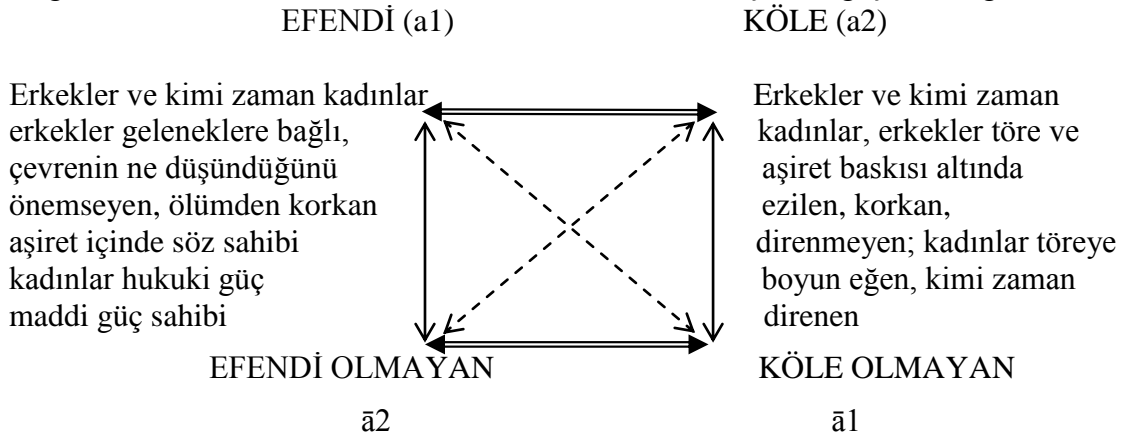 EFENDİ (a1) KÖLE (a2)
Erkekler ve kimi zaman kadınlar
erkekler geleneklere bağlı,
çevrenin ne düşündüğünü
önemseyen, ölümden korkan
aşiret içinde söz sahibi
kadınlar hukuki güç
maddi güç sahibi
Erkekler ve kimi zaman
kadınlar, erkekler töre ve
aşiret baskısı altında
ezilen, korkan,
direnmeyen; kadınlar töreye
boyun eğen, kimi zaman
direnen
EFENDİ OLMAYAN KÖLE OLMAYAN
ā2 ā1